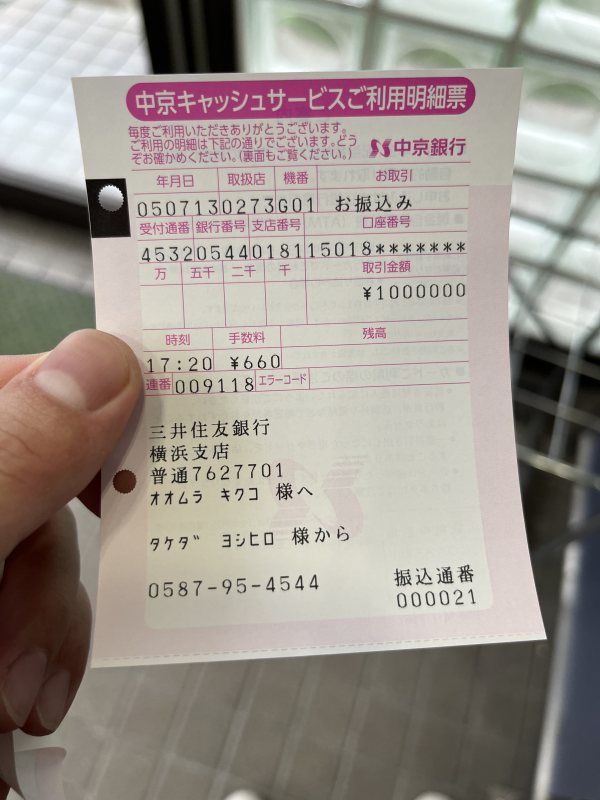 中京キャッシュサービスご利用明細票
毎度ご利用いただきありがとうございます。
ご利用の明細は下記の通りでございます。どう
ぞお確かめください。(裏面もご覧ください。)
中京銀行
年月日 取扱店 機番 お取引
050713 0273 G01 お振込み
受付通番 銀行番号 支店番号 口座番号
4532 0544 0181 15018*******
万 五千 二千 千 取引金額
¥1000000
時刻 手数料 残高
17:20 ¥660
連番 009118 エラーコード
三井住友銀行
横浜支店
普通7627701
オオムラ キクコ 様へ
タケダ゛ ヨシヒロ 様から
0587-95-4544 振込通番
000021